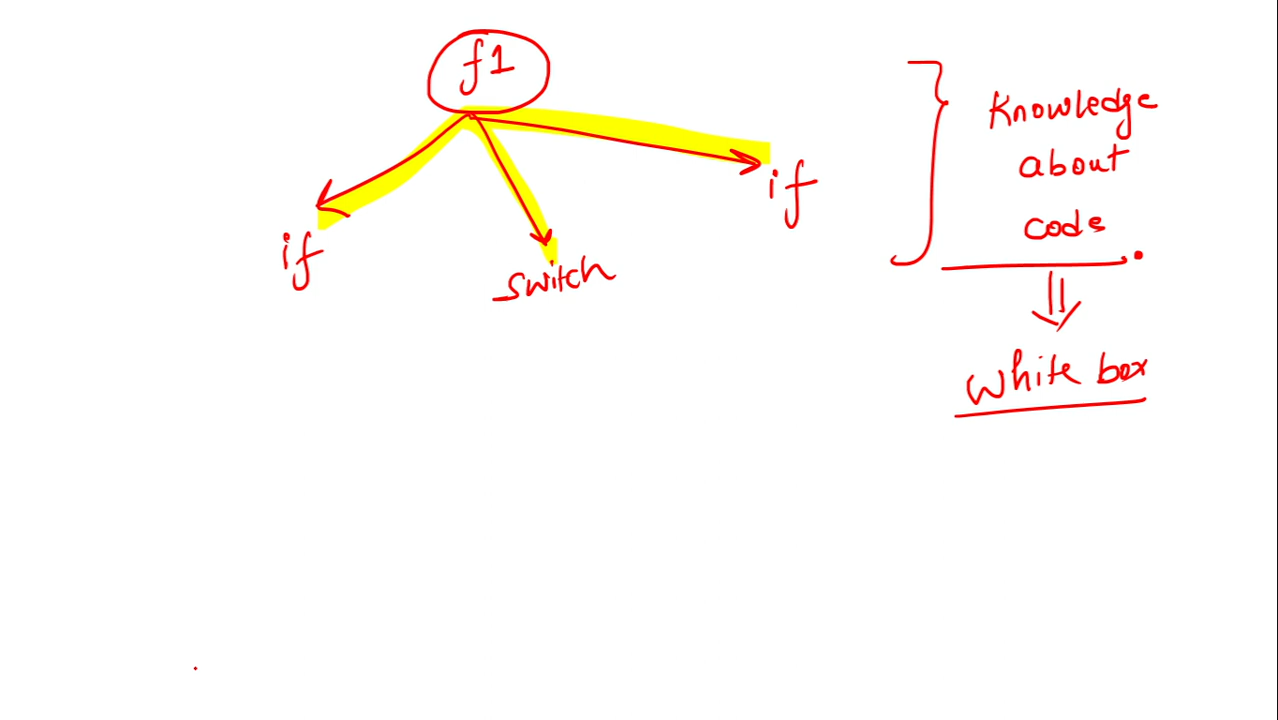 f1
if
switch
if
Knowledge
about
code.
white box